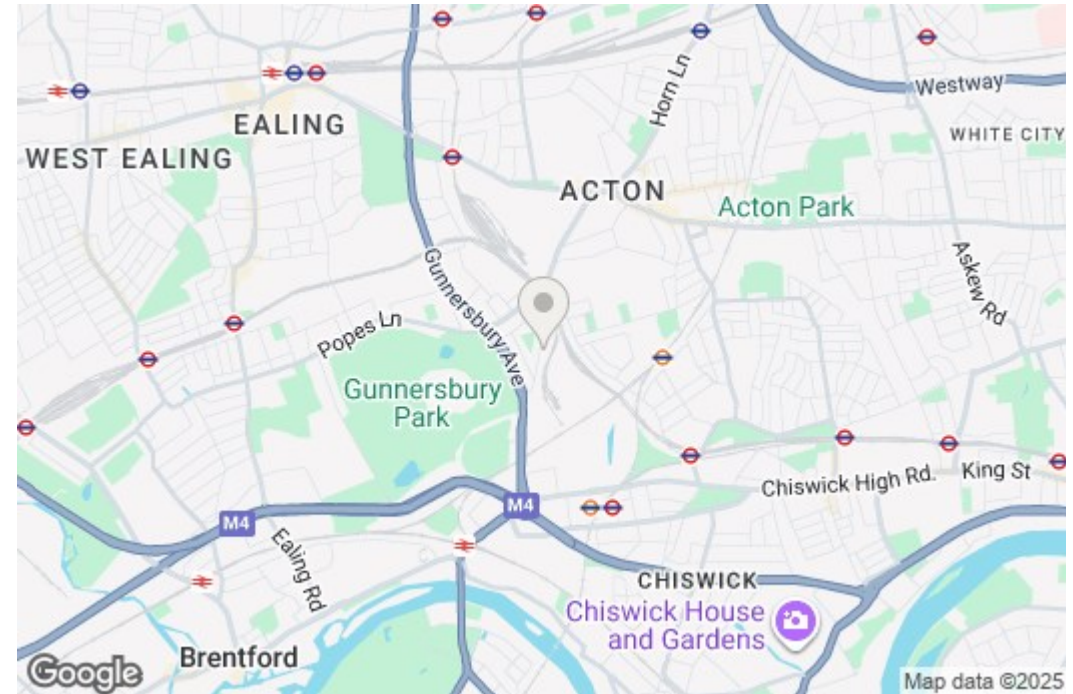 Westway
Horn Ln
EALING
WHITE CITY
WEST EALING
ACTON
Acton Park
Askew Rd
Gunnersbury Ave
Popes Ln
Gunnersbury
Park
Chiswick High Rd.
King St
M4
M4
Ealing Rd
CHISWICK
Chiswick House
and Gardens
Brentford
Google
Map data ©2025